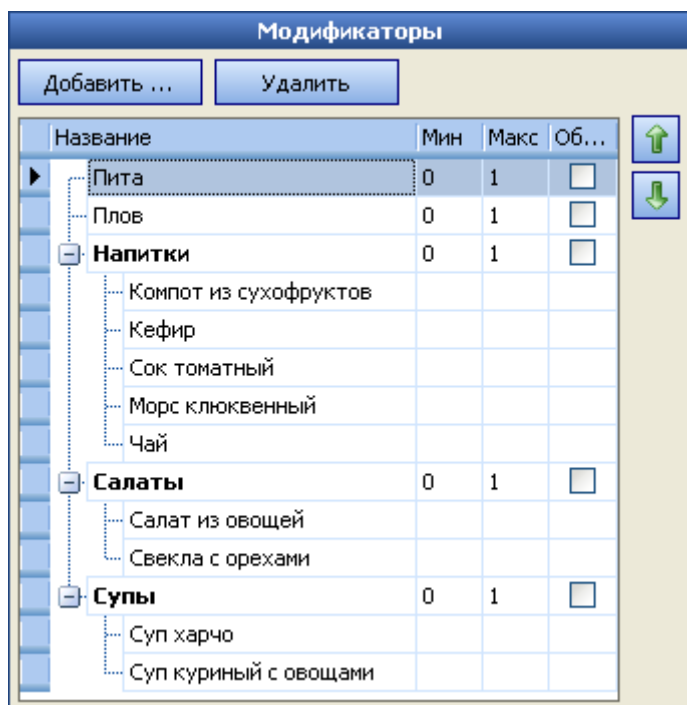 Модификаторы
Добавить ... Удалить
Название Мин Макс Об...
Пита 0 1
Плов 0 1
Напитки 0 1
Компот из сухофруктов
Кефир
Сок томатный
Морс клюквенный
Чай
Салаты 0 1
Салат из овощей
Свекла с орехами
Супы 0 1
Суп харчо
Суп куриный с овощами